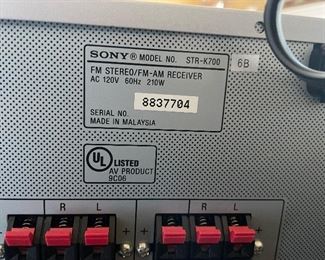 SONY® MODEL NO. STR-K700 6B
FM STEREO/FM-AM RECEIVER
AC 120V 60Hz 210W
8837704
SERIAL NO.
MADE IN MALAYSIA
UL® LISTED
AV PRODUCT
9C06
R L + R L